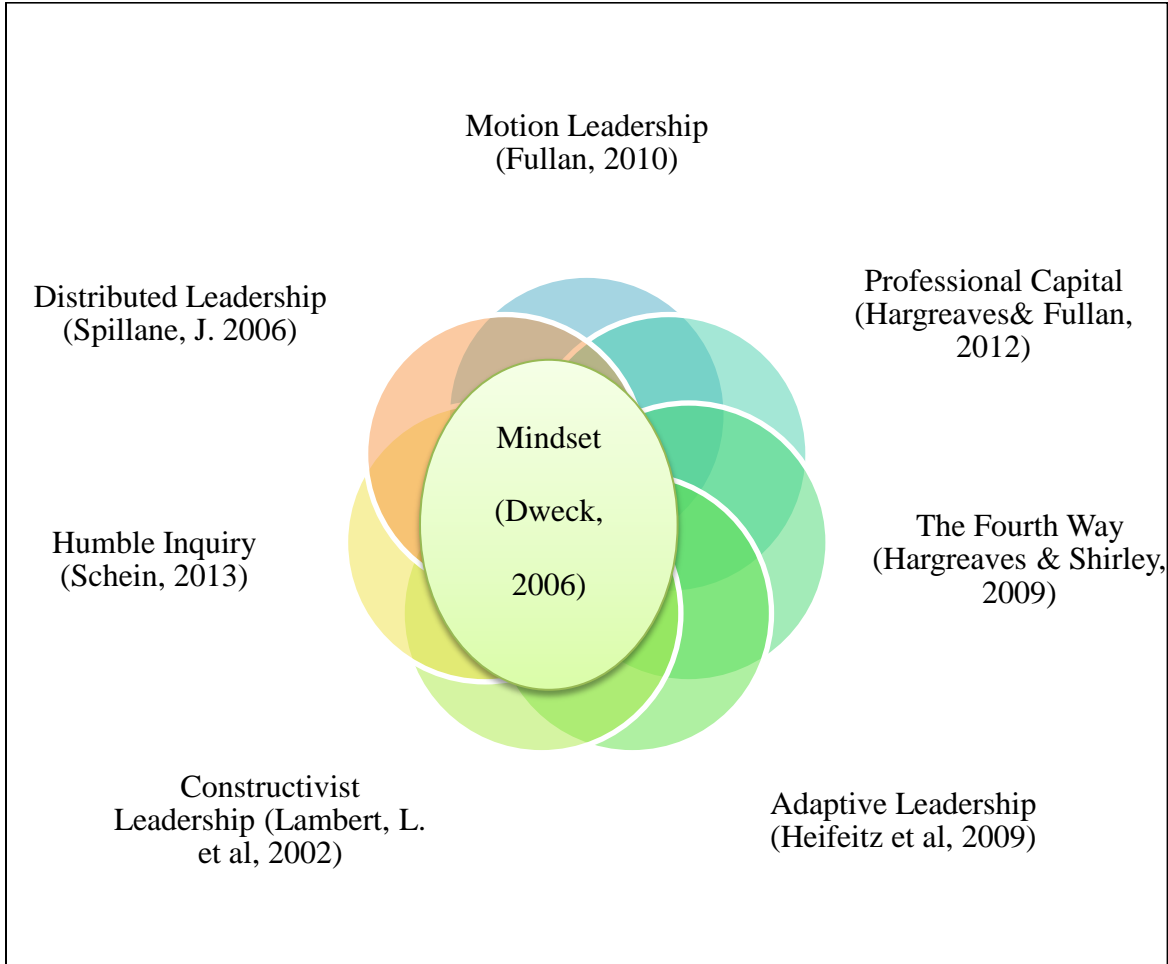 Motion Leadership
(Fullan, 2010)
Professional Capital
(Hargreaves& Fullan,
2012)
Distributed Leadership
(Spillane, J. 2006)
Mindset
(Dweck,
2006)
The Fourth Way
(Hargreaves & Shirley,
2009)
Humble Inquiry
(Schein, 2013)
Adaptive Leadership
(Heifeitz et al, 2009)
Constructivist
Leadership (Lambert, L.
et al, 2002)